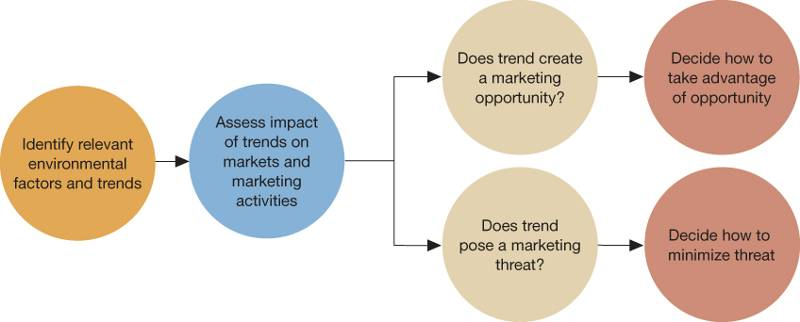 Identify relevant
environmental
factors and trends
Assess impact
of trends on
markets and
marketing
activities
Does trend create
a marketing
opportunity?
Decide how to
take advantage
of opportunity
Does trend
pose a marketing
threat?
Decide how to
minimize threat